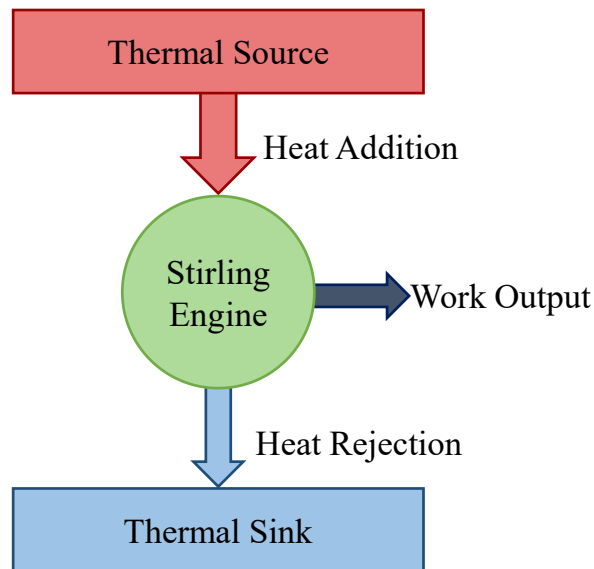 Thermal Source
Heat Addition
Stirling
Engine
Work Output
Heat Rejection
Thermal Sink